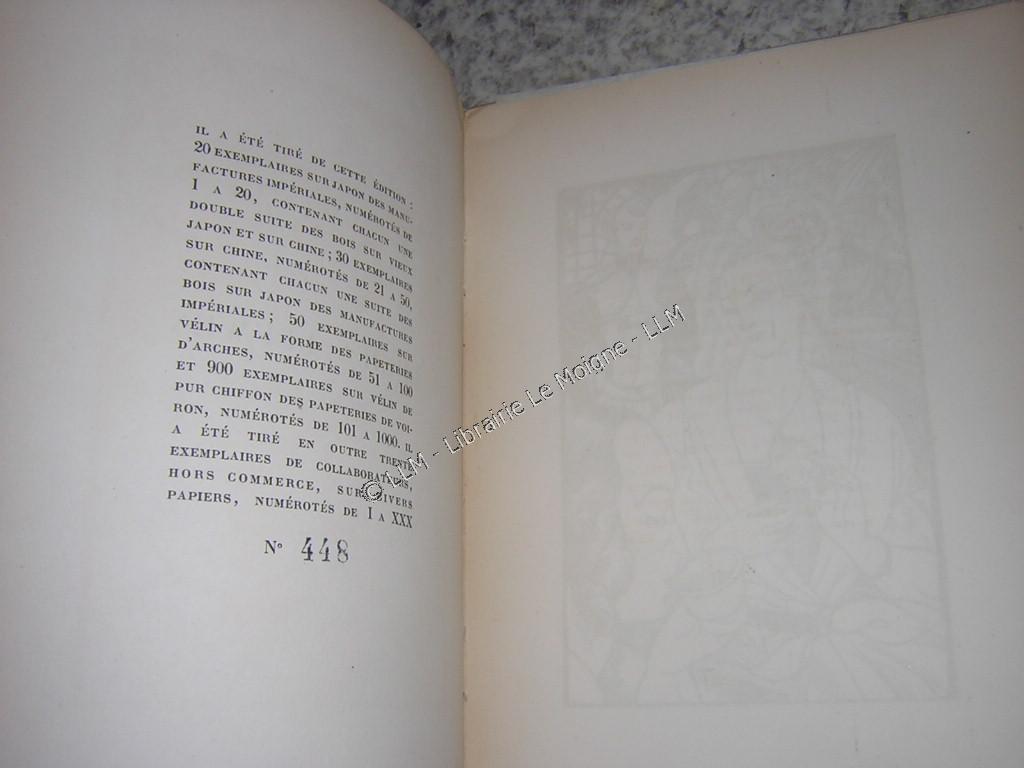 IL A ÉTÉ TIRÉ DE CETTE ÉDITION :
20 EXEMPLAIRES SUR JAPON DES MANU-
FACTURES IMPÉRIALES, NUMÉROTÉS DE
1 A 20, CONTENANT CHACUN UNE
DOUBLE SUITE DES BOIS SUR VIEUX
JAPON ET SUR CHINE ; 30 EXEMPLAIRES
SUR CHINE, NUMÉROTÉS DE 21 A 50,
CONTENANT CHACUN UNE SUITE DES
BOIS SUR JAPON DES MANUFACTURES
IMPÉRIALES ; 50 EXEMPLAIRES SUR
VÉLIN A LA FORME DES PAPETERIES
D'ARCHES, NUMÉROTÉS DE 51 A 100
ET 900 EXEMPLAIRES SUR VÉLIN DE
PUR CHIFFON DES PAPETERIES DE VOI-
RON, NUMÉROTÉS DE 101 A 1000. IL
A ÉTÉ TIRÉ EN OUTRE TRENTE
EXEMPLAIRES DE COLLABORATEURS,
HORS COMMERCE, SUR DIVERS
PAPIERS, NUMÉROTÉS DE I A XXX
N° 448
© LLM - Librairie Le Moigne - LLM